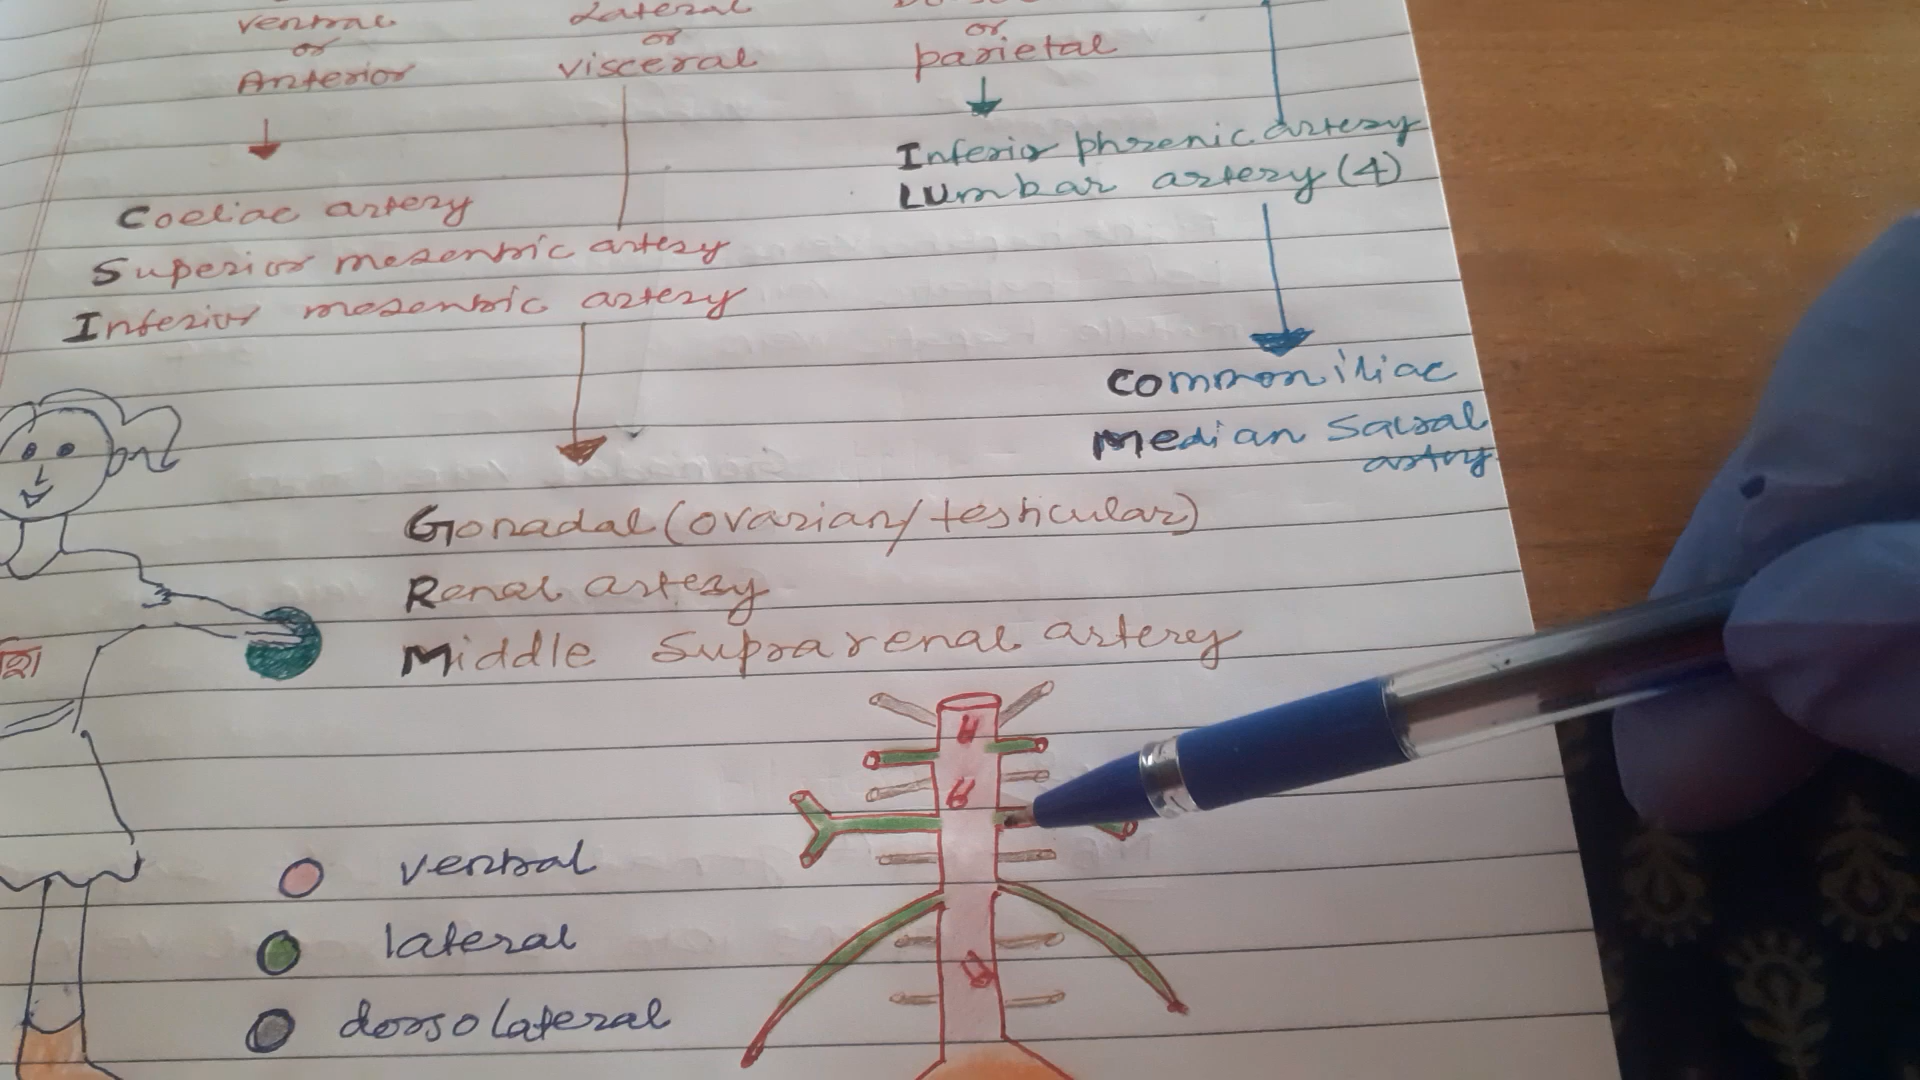 ventral
or
Anterior
Lateral
or
visceral
or
parietal
Inferior phrenic artery
Lumbar artery (4)
Coeliac artery
Superior mesentric artery
Inferior mesentric artery
Common iliac
Median Sacral
artery
Gonadal (ovarian/testicular)
Renal artery
Middle Suprarenal artery
ventral
lateral
dorsolateral